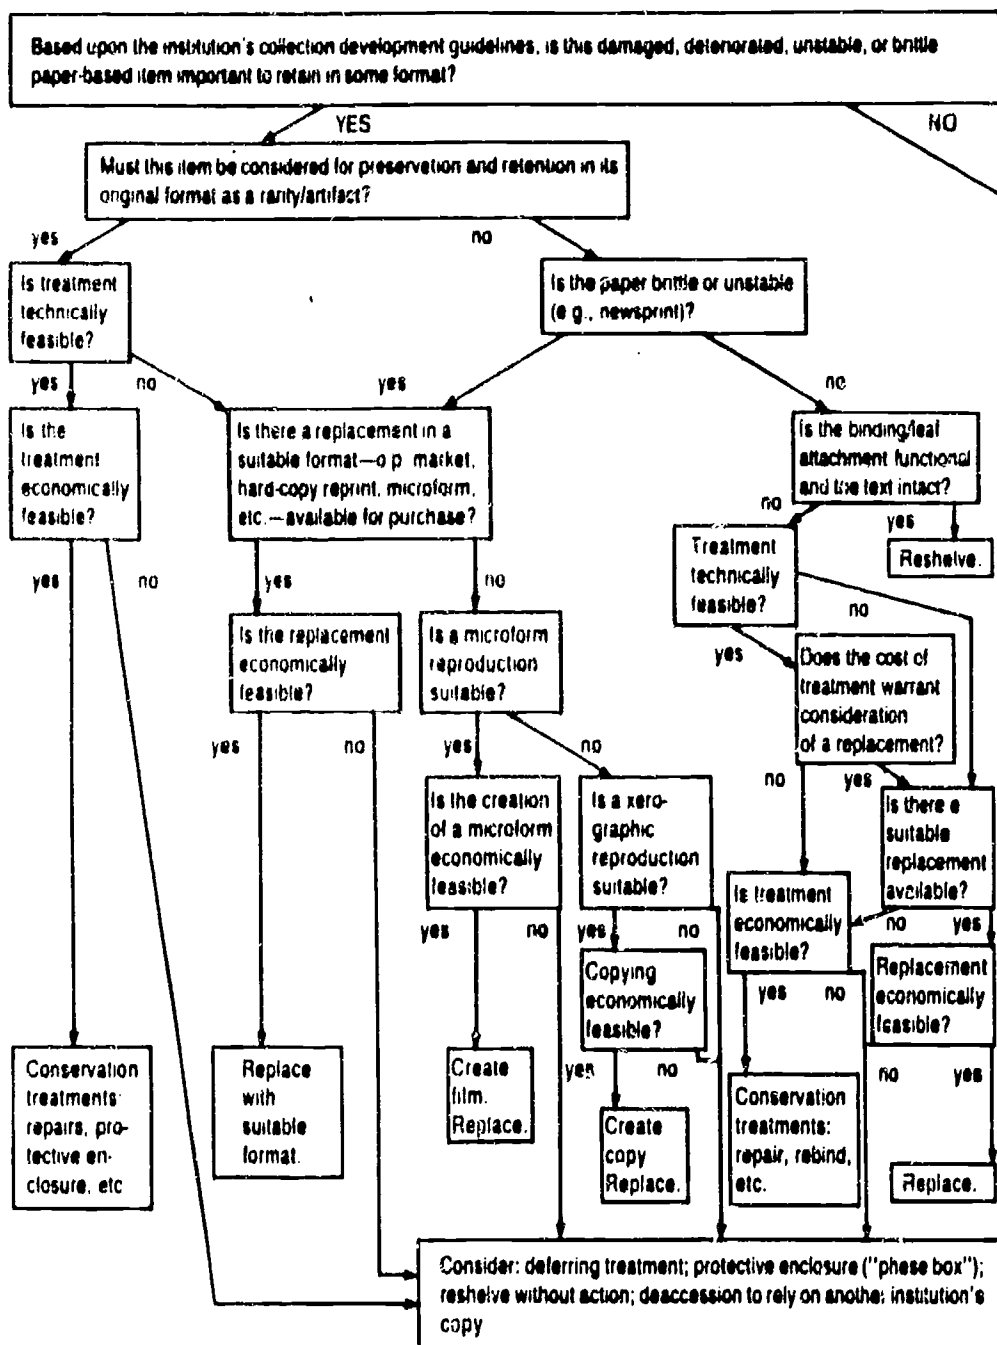 Based upon the institution's collection development guidelines, is this damaged, deteriorated, unstable, or brittle
paper-based item important to retain in some format?
YES
NO
Must this item be considered for preservation and retention in its
original format as a rarity/artifact?
yes
no
Is treatment
technically
feasible?
Is the paper brittle or unstable
(e g., newsprint)?
yes
no
yes
no
Is the
treatment
economically
feasible?
Is there a replacement in a
suitable format—o p. market,
hard-copy reprint, microform,
etc.—available for purchase?
Is the binding/leaf
attachment functional
and the text intact?
no
yes
Reshelve.
Treatment
technically
feasible?
yes
no
yes
no
no
yes
Is the replacement
economically
feasible?
Is a microform
reproduction
suitable?
Does the cost of
treatment warrant
consideration
of a replacement?
yes
no
yes
no
no
yes
Is the creation
of a microform
economically
feasible?
Is a xero-
graphic
reproduction
suitable?
Is there a
suitable
replacement
available?
Is treatment
economically
feasible?
yes
no
yes
no
no
yes
Copying
economically
feasible?
Replacement
economically
feasible?
yes
no
yes
no
no
yes
Conservation
treatments:
repairs, pro-
tective en-
closure, etc
Replace
with
suitable
format.
Create
film.
Replace.
Create
copy
Replace.
Conservation
treatments:
repair, rebind,
etc.
Replace.
Consider: deferring treatment; protective enclosure ("phase box");
reshelve without action; deaccession to rely on another institution's
copy